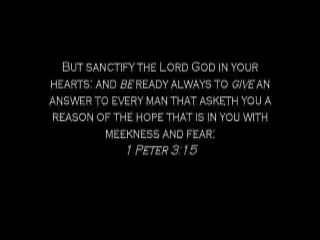 But sanctify the Lord God in your
hearts: and be ready always to give an
answer to every man that asketh you a
reason of the hope that is in you with
meekness and fear:
1 Peter 3:15